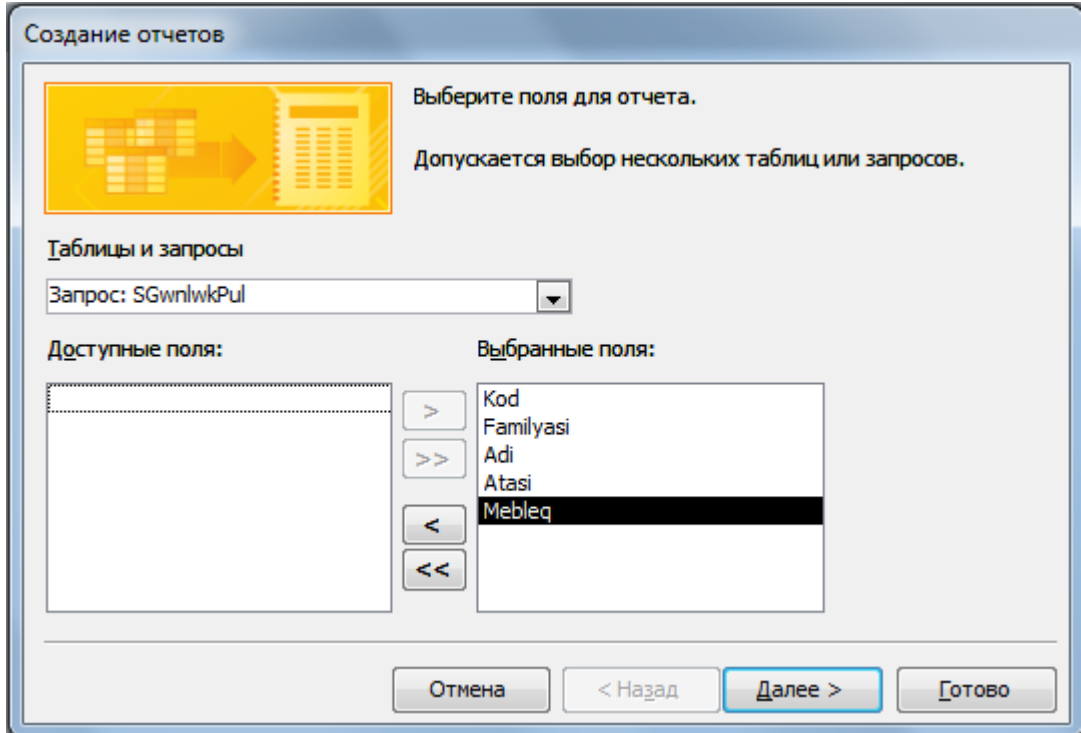 Создание отчетов
Выберите поля для отчета.
Допускается выбор нескольких таблиц или запросов.
Таблицы и запросы
Запрос: SGwnlwkPul
Доступные поля:
Выбранные поля:
>
>>
<
<<
Kod
Familyasi
Adi
Atasi
Mebleq
Отмена
< Назад
Далее >
Готово